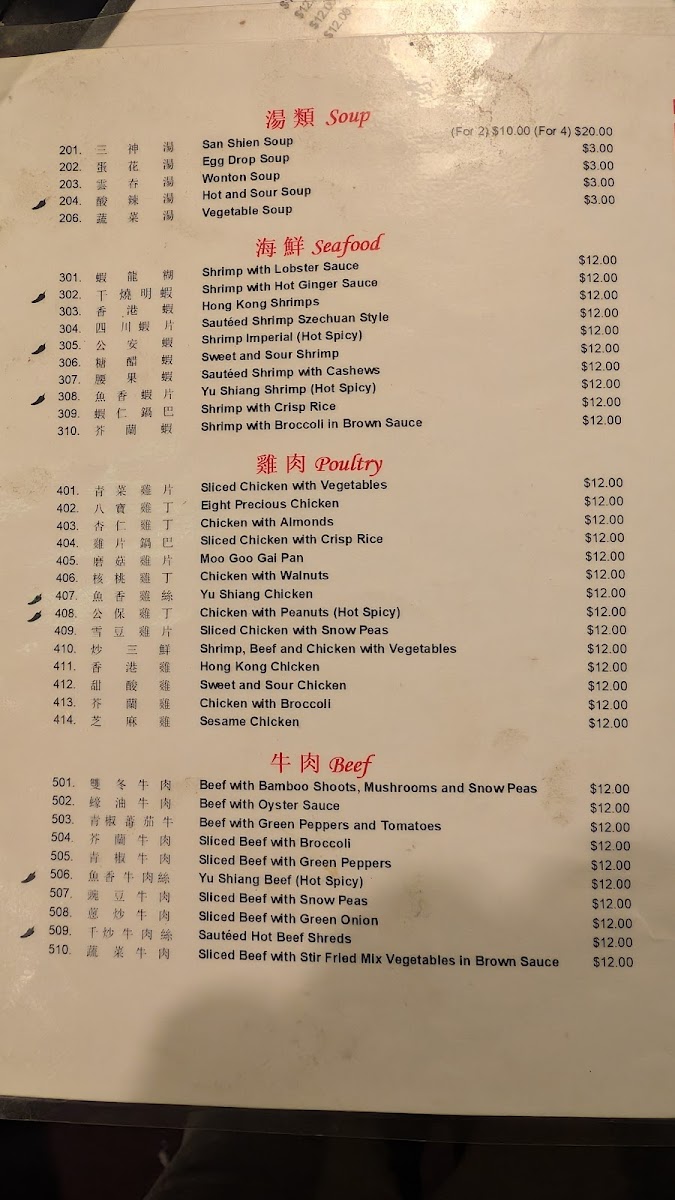 $12.00
$12.00
$12.00
湯類 Soup
201. 三神湯 San Shien Soup (For 2) $10.00 (For 4) $20.00
202. 蛋花湯 Egg Drop Soup $3.00
203. 雲吞湯 Wonton Soup $3.00
204. 酸辣湯 Hot and Sour Soup $3.00
206. 蔬菜湯 Vegetable Soup $3.00
海鮮 Seafood
301. 蝦龍糊 Shrimp with Lobster Sauce $12.00
302. 干燒明蝦 Shrimp with Hot Ginger Sauce $12.00
303. 香港蝦 Hong Kong Shrimps $12.00
304. 四川蝦片 Sautéed Shrimp Szechuan Style $12.00
305. 公安蝦 Shrimp Imperial (Hot Spicy) $12.00
306. 糖醋蝦 Sweet and Sour Shrimp $12.00
307. 腰果蝦 Sautéed Shrimp with Cashews $12.00
308. 魚香蝦片 Yu Shiang Shrimp (Hot Spicy) $12.00
309. 蝦仁鍋巴 Shrimp with Crisp Rice $12.00
310. 芥蘭蝦 Shrimp with Broccoli in Brown Sauce $12.00
雞肉 Poultry
401. 青菜雞片 Sliced Chicken with Vegetables $12.00
402. 八寶雞丁 Eight Precious Chicken $12.00
403. 杏仁雞丁 Chicken with Almonds $12.00
404. 雞片鍋巴 Sliced Chicken with Crisp Rice $12.00
405. 磨菇雞片 Moo Goo Gai Pan $12.00
406. 核桃雞丁 Chicken with Walnuts $12.00
407. 魚香雞絲 Yu Shiang Chicken $12.00
408. 公保雞丁 Chicken with Peanuts (Hot Spicy) $12.00
409. 雪豆雞片 Sliced Chicken with Snow Peas $12.00
410. 炒三鮮 Shrimp, Beef and Chicken with Vegetables $12.00
411. 香港雞 Hong Kong Chicken $12.00
412. 甜酸雞 Sweet and Sour Chicken $12.00
413. 芥蘭雞 Chicken with Broccoli $12.00
414. 芝麻雞 Sesame Chicken $12.00
牛肉 Beef
501. 雙冬牛肉 Beef with Bamboo Shoots, Mushrooms and Snow Peas $12.00
502. 蠔油牛肉 Beef with Oyster Sauce $12.00
503. 青椒蕃茄牛 Beef with Green Peppers and Tomatoes $12.00
504. 芥蘭牛肉 Sliced Beef with Broccoli $12.00
505. 青椒牛肉 Sliced Beef with Green Peppers $12.00
506. 魚香牛肉絲 Yu Shiang Beef (Hot Spicy) $12.00
507. 豌豆牛肉 Sliced Beef with Snow Peas $12.00
508. 蔥炒牛肉 Sliced Beef with Green Onion $12.00
509. 干炒牛肉絲 Sautéed Hot Beef Shreds $12.00
510. 蔬菜牛肉 Sliced Beef with Stir Fried Mix Vegetables in Brown Sauce $12.00